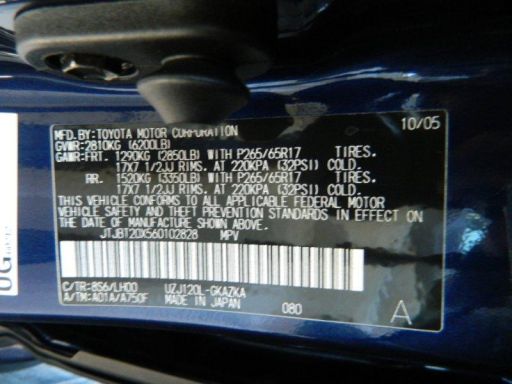 MFD.BY:TOYOTA MOTOR CORPORATION 10/05
GVWR:2810KG (6200LB)
GAWR:FRT. 1290KG (2850LB) WITH P265/65R17 TIRES.
17X7 1/2JJ RIMS. AT 220KPA (32PSI) COLD.
RR. 1520KG (3350LB) WITH P265/65R17 TIRES.
17X7 1/2JJ RIMS. AT 220KPA (32PSI) COLD.
THIS VEHICLE CONFORMS TO ALL APPLICABLE FEDERAL MOTOR
VEHICLE SAFETY AND THEFT PREVENTION STANDARDS IN EFFECT ON
THE DATE OF MANUFACTURE SHOWN ABOVE.
JTJBT20X560102828 MPV
C/TR:8S6/LH00 UZJ120L-GKAZKA
A/TM:A01A/A750F MADE IN JAPAN 080 A